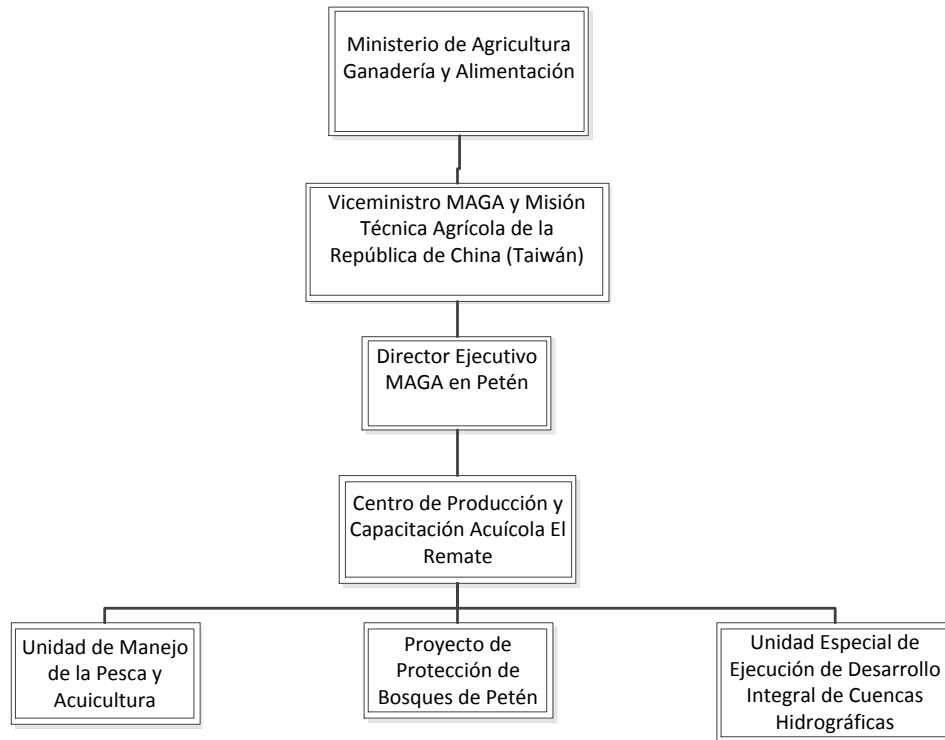 Ministerio de Agricultura
Ganadería y Alimentación
Viceministro MAGA y Misión
Técnica Agrícola de la
República de China (Taiwán)
Director Ejecutivo
MAGA en Petén
Centro de Producción y
Capacitación Acuícola El
Remate
Unidad de Manejo
de la Pesca y
Acuicultura
Proyecto de
Protección de
Bosques de Petén
Unidad Especial de
Ejecución de Desarrollo
Integral de Cuencas
Hidrográficas